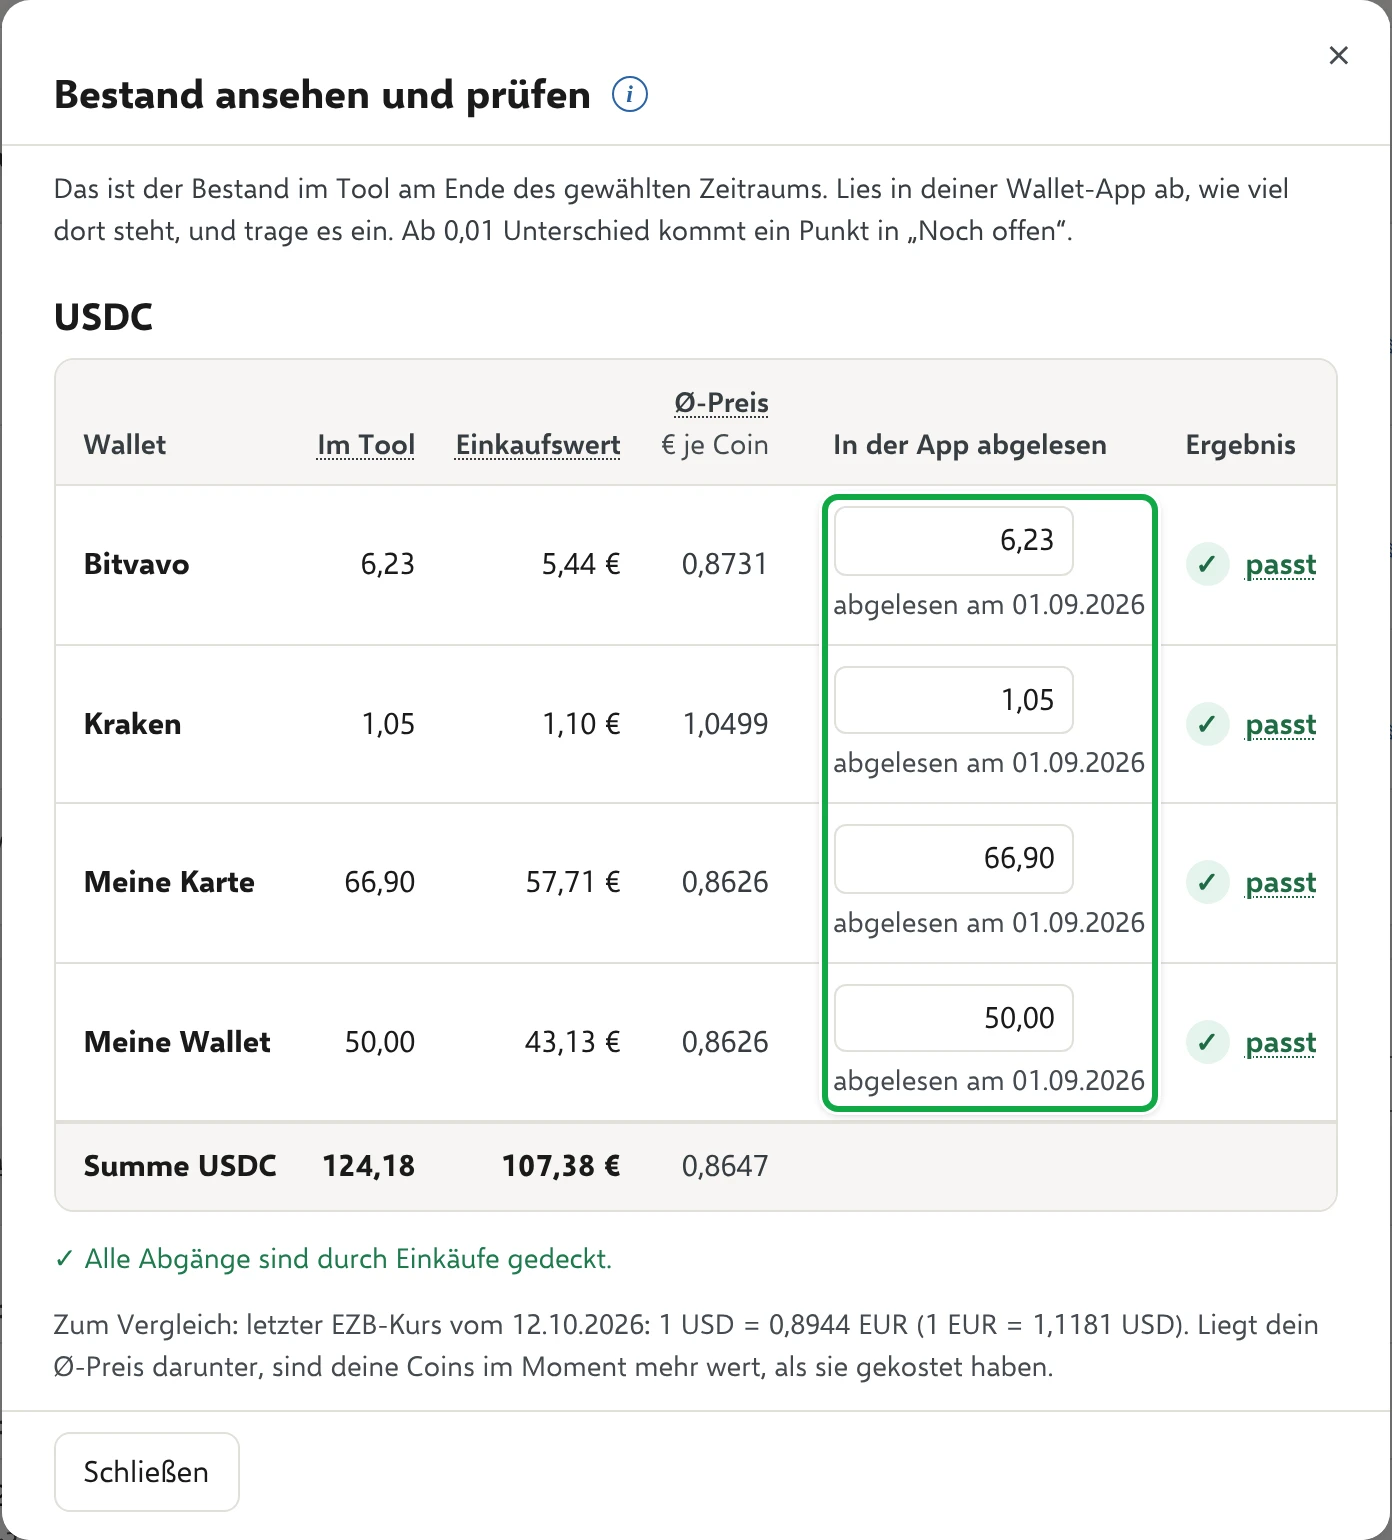 Bestand ansehen und prüfen i
Das ist der Bestand im Tool am Ende des gewählten Zeitraums. Lies in deiner Wallet-App ab, wie viel
dort steht, und trage es ein. Ab 0,01 Unterschied kommt ein Punkt in „Noch offen“.
USDC
Wallet Im Tool Einkaufswert Ø-Preis € je Coin In der App abgelesen Ergebnis
Bitvavo 6,23 5,44 € 0,8731 6,23 ✓ passt
abgelesen am 01.09.2026
Kraken 1,05 1,10 € 1,0499 1,05 ✓ passt
abgelesen am 01.09.2026
Meine Karte 66,90 57,71 € 0,8626 66,90 ✓ passt
abgelesen am 01.09.2026
Meine Wallet 50,00 43,13 € 0,8626 50,00 ✓ passt
abgelesen am 01.09.2026
Summe USDC 124,18 107,38 € 0,8647
✓ Alle Abgänge sind durch Einkäufe gedeckt.
Zum Vergleich: letzter EZB-Kurs vom 12.10.2026: 1 USD = 0,8944 EUR (1 EUR = 1,1181 USD). Liegt dein
Ø-Preis darunter, sind deine Coins im Moment mehr wert, als sie gekostet haben.
Schließen